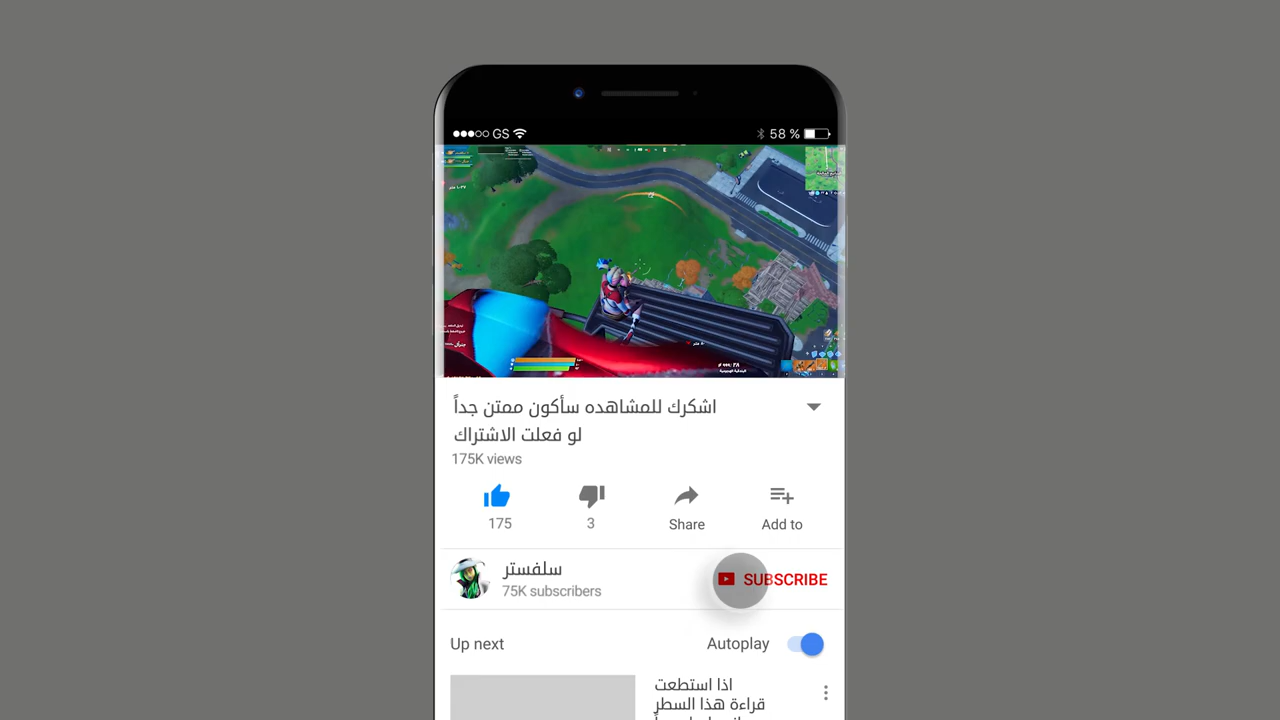 GS
58 %
اشكرك للمشاهده سأكون ممتن جداً
لو فعلت الاشتراك
175K views
175
3
Share
Add to
سلفستر
75K subscribers
SUBSCRIBE
Up next
Autoplay
اذا استطعت
قراءة هذا السطر